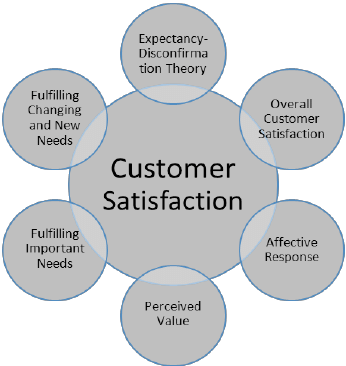 Expectancy-
Disconfirma
tion Theory
Overall
Customer
Satisfaction
Affective
Response
Perceived
Value
Fulfilling
Important
Needs
Fulfilling
Changing
and New
Needs
Customer
Satisfaction